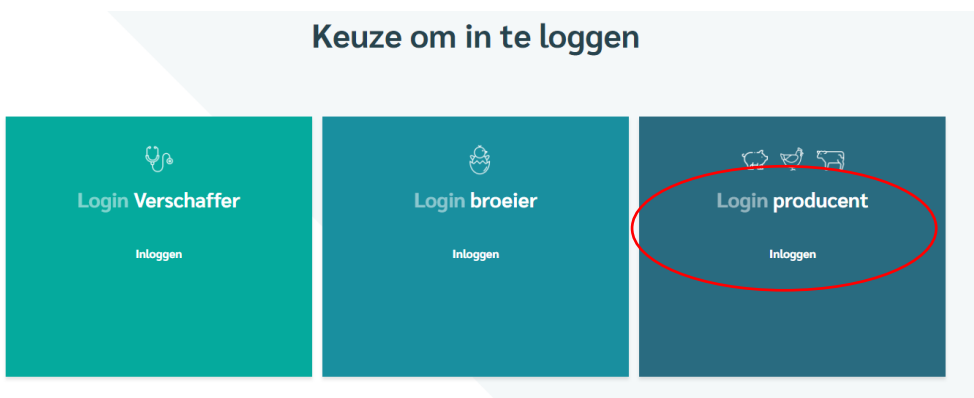 Keuze om in te loggen
Login Verschaffer
Inloggen
Login broeier
Inloggen
Login producent
Inloggen